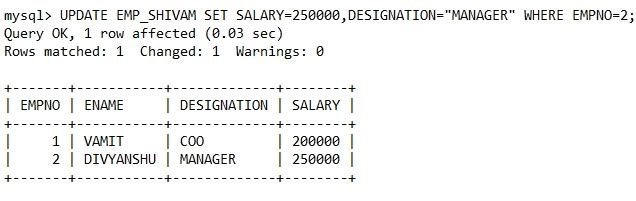 mysql> UPDATE EMP_SHIVAM SET SALARY=250000,DESIGNATION="MANAGER" WHERE EMPNO=2;
Query OK, 1 row affected (0.03 sec)
Rows matched: 1  Changed: 1  Warnings: 0

+-------+-----------+-------------+--------+
| EMPNO | ENAME     | DESIGNATION | SALARY |
+-------+-----------+-------------+--------+
|     1 | VAMIT     | COO         | 200000 |
|     2 | DIVYANSHU | MANAGER     | 250000 |
+-------+-----------+-------------+--------+